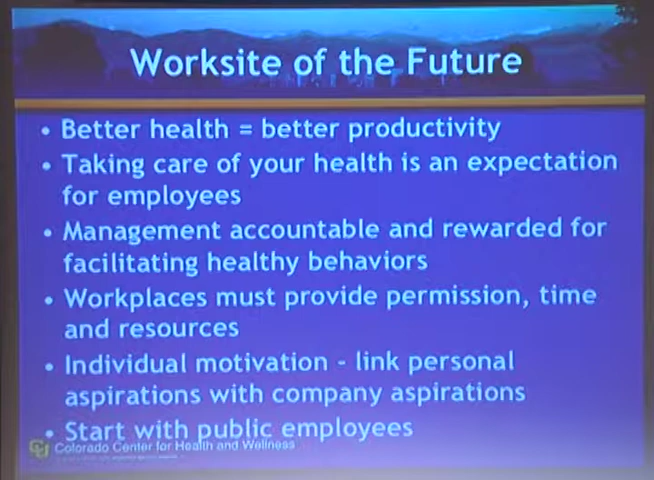 Worksite of the Future
• Better health = better productivity
• Taking care of your health is an expectation
for employees
• Management accountable and rewarded for
facilitating healthy behaviors
• Workplaces must provide permission, time
and resources
• Individual motivation - link personal
aspirations with company aspirations
• Start with public employees
Colorado Center for Health and Wellness